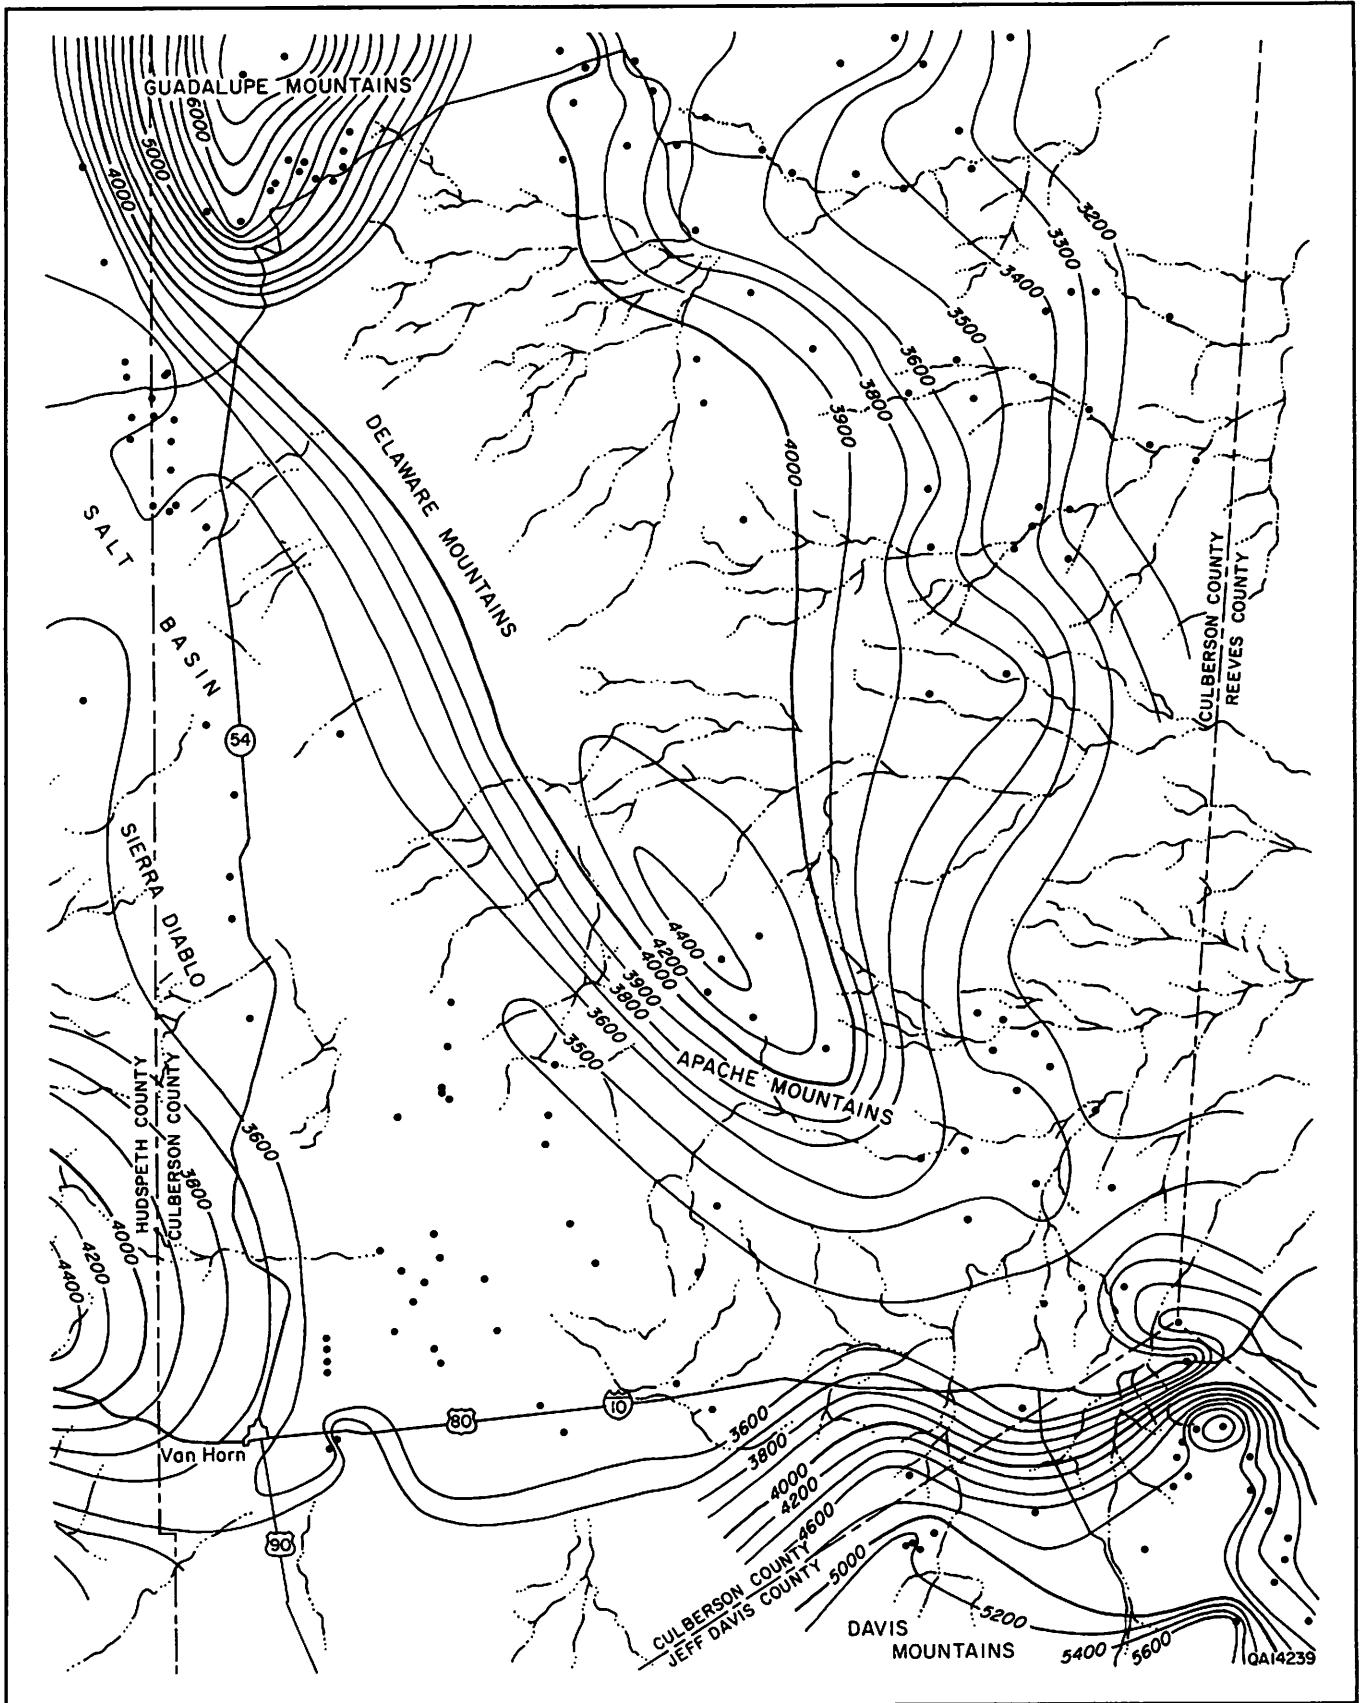 GUADALUPE MOUNTAINS
6000
5000
4000
3200
3300
3400
3500
3600
3800
3900
4000
DELAWARE MOUNTAINS
SALT
BASIN
CULBERSON COUNTY
REEVES COUNTY
54
SIERRA DIABLO
4400
4200
4000
3900
3800
3600
3500
APACHE MOUNTAINS
HUDSPETH COUNTY
CULBERSON COUNTY
3600
3800
4000
4200
4400
10
80
Van Horn
90
3600
3800
4000
4200
4600
CULBERSON COUNTY
JEFF DAVIS COUNTY
5000
5200
DAVIS
MOUNTAINS
5400
5600
QA14239